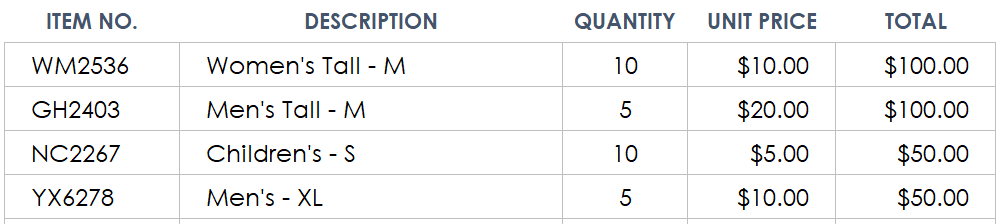 ITEM NO. DESCRIPTION QUANTITY UNIT PRICE TOTAL
WM2536 Women's Tall - M 10 $10.00 $100.00
GH2403 Men's Tall - M 5 $20.00 $100.00
NC2267 Children's - S 10 $5.00 $50.00
YX6278 Men's - XL 5 $10.00 $50.00